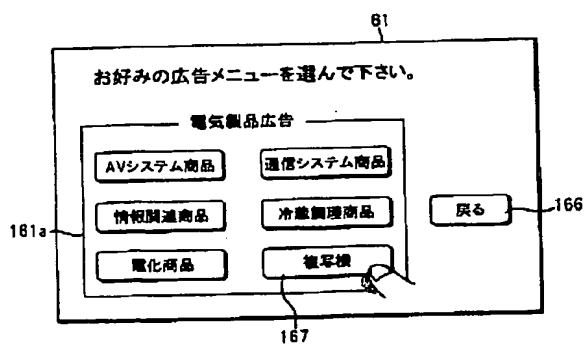 61
お好みの広告メニューを選んで下さい。
電気製品広告
AVシステム商品
通信システム商品
情報関連商品
冷蔵調理商品
戻る
166
161a
電化商品
複写機
167